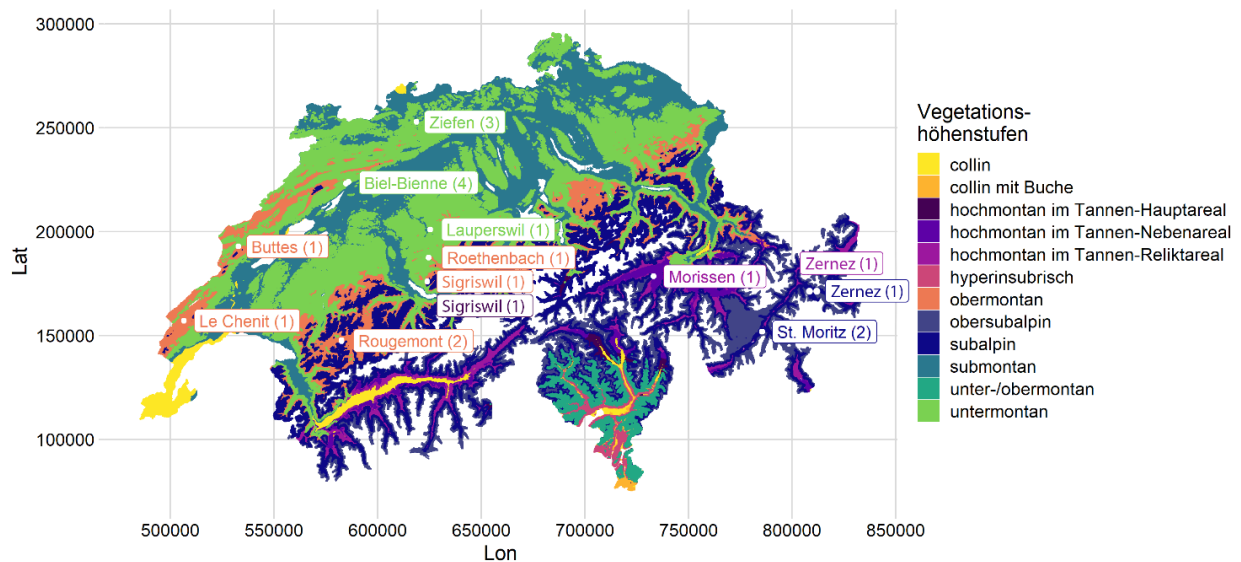 300000
250000
200000
150000
100000
Lat
500000
550000
600000
650000
700000
750000
800000
850000
Lon
Ziefen (3)
Biel-Bienne (4)
Lauperswil (1)
Buttes (1)
Roethenbach (1)
Zernez (1)
Morissen (1)
Sigriswil (1)
Zernez (1)
Sigriswil (1)
Le Chenit (1)
St. Moritz (2)
Rougemont (2)
Vegetations-
höhenstufen
collin
collin mit Buche
hochmontan im Tannen-Hauptareal
hochmontan im Tannen-Nebenareal
hochmontan im Tannen-Reliktareal
hyperinsubrisch
obermontan
obersubalpin
subalpin
submontan
unter-/obermontan
untermontan